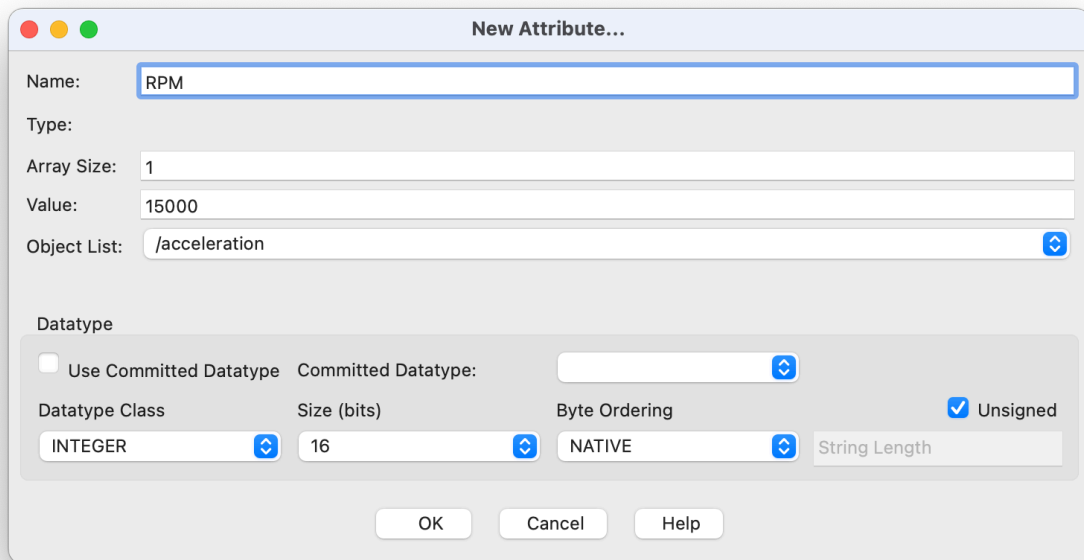 New Attribute...
Name: RPM
Type:
Array Size: 1
Value: 15000
Object List: /acceleration
Datatype
Use Committed Datatype Committed Datatype:
Datatype Class Size (bits) Byte Ordering Unsigned
INTEGER 16 NATIVE String Length
OK Cancel Help